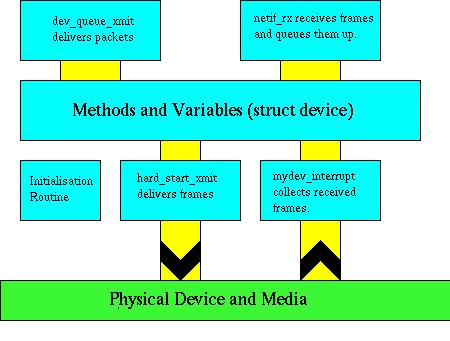 dev_queue_xmit
delivers packets
netif_rx receives frames
and queues them up.
Methods and Variables (struct device)
Initialisation
Routine
hard_start_xmit
delivers frames
mydev_interrupt
collects received
frames.
Physical Device and Media